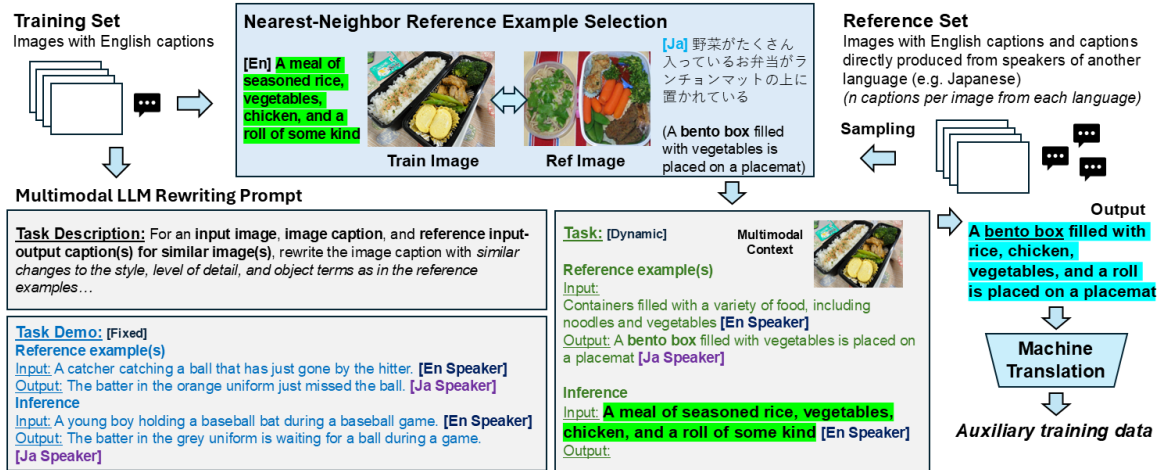 Training Set
Images with English captions
Nearest-Neighbor Reference Example Selection
[En] A meal of
seasoned rice,
vegetables,
chicken, and a
roll of some kind
Train Image
Ref Image
[Ja] 野菜がたくさん
入っているお弁当がラ
ンチョンマットの上に
置かれている
(A bento box filled
with vegetables is
placed on a placemat)
Reference Set
Images with English captions and captions
directly produced from speakers of another
language (e.g. Japanese)
(n captions per image from each language)
Sampling
Multimodal LLM Rewriting Prompt
Task Description: For an input image, image caption, and reference input-
output caption(s) for similar image(s), rewrite the image caption with similar
changes to the style, level of detail, and object terms as in the reference
examples…
Task Demo: [Fixed]
Reference example(s)
Input: A catcher catching a ball that has just gone by the hitter. [En Speaker]
Output: The batter in the orange uniform just missed the ball. [Ja Speaker]
Inference
Input: A young boy holding a baseball bat during a baseball game. [En Speaker]
Output: The batter in the grey uniform is waiting for a ball during a game.
[Ja Speaker]
Task: [Dynamic]
Multimodal
Context
Reference example(s)
Input:
Containers filled with a variety of food, including
noodles and vegetables [En Speaker]
Output: A bento box filled with vegetables is placed on
a placemat [Ja Speaker]
Inference
Input: A meal of seasoned rice, vegetables,
chicken, and a roll of some kind [En Speaker]
Output:
Output
A bento box filled with
rice, chicken,
vegetables, and a roll
is placed on a placemat
Machine
Translation
Auxiliary training data